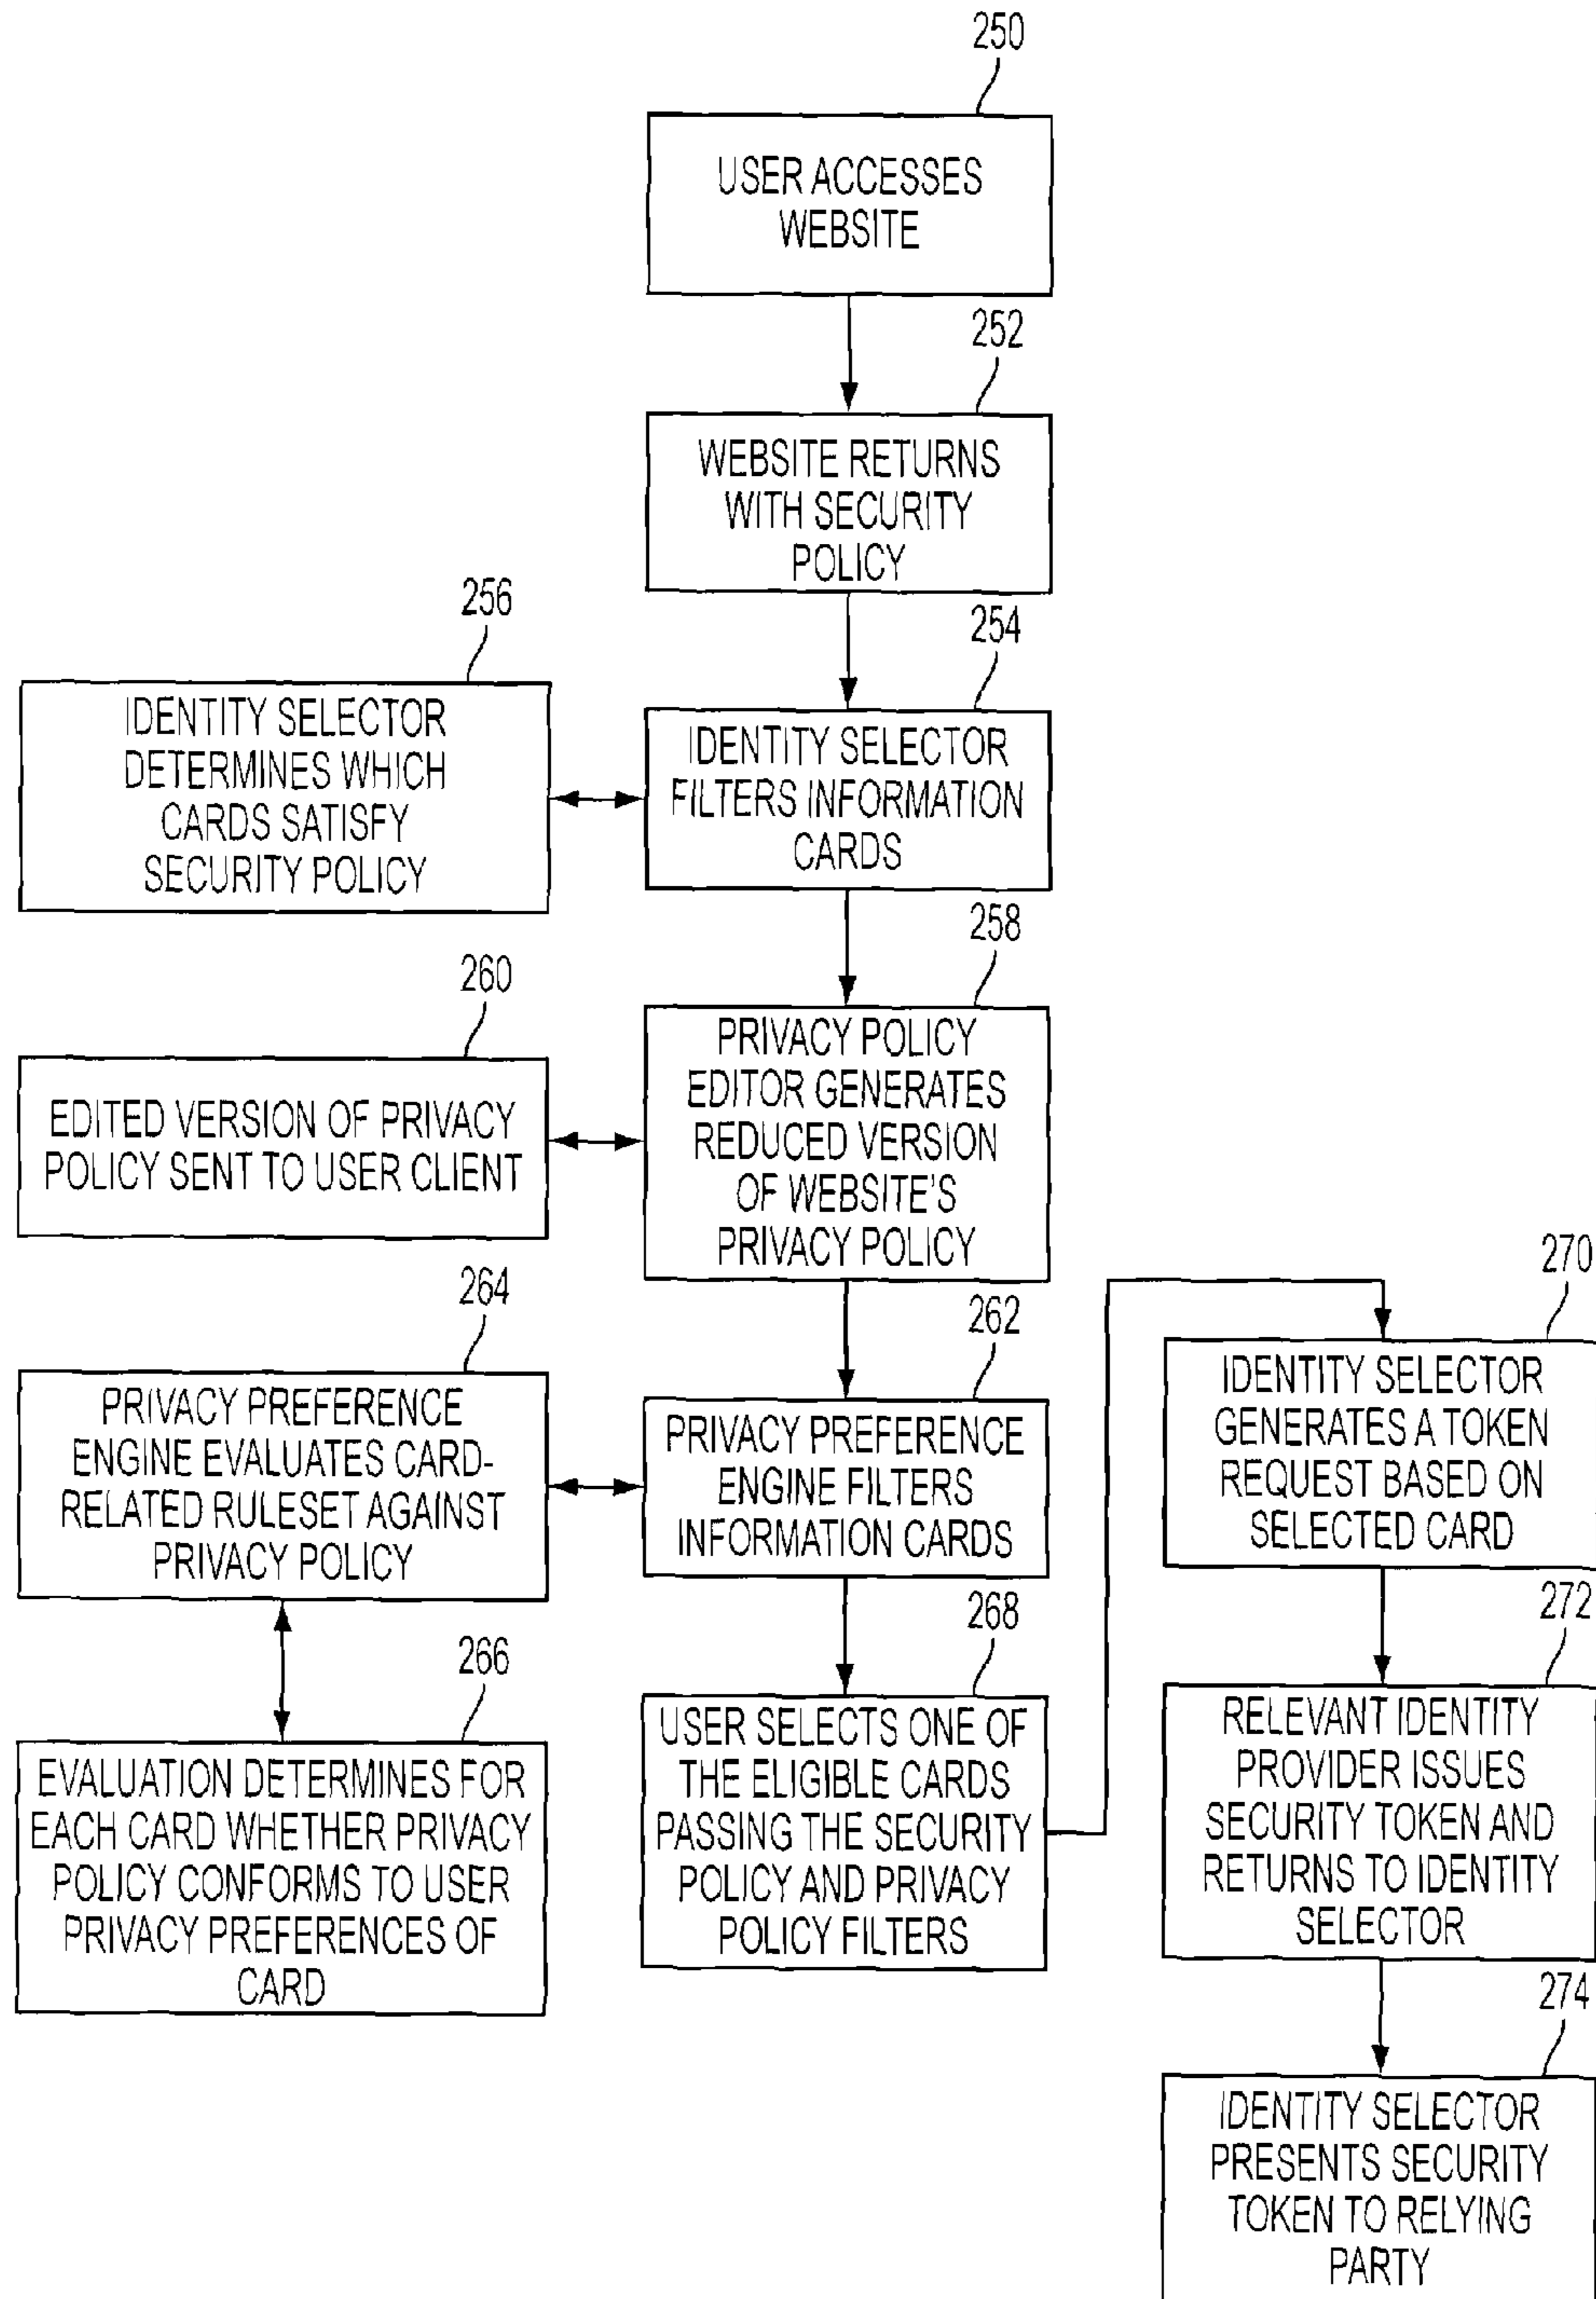 250
USER ACCESSES
WEBSITE
252
WEBSITE RETURNS
WITH SECURITY
POLICY
254
IDENTITY SELECTOR
FILTERS INFORMATION
CARDS
256
IDENTITY SELECTOR
DETERMINES WHICH
CARDS SATISFY
SECURITY POLICY
258
PRIVACY POLICY
EDITOR GENERATES
REDUCED VERSION
OF WEBSITE'S
PRIVACY POLICY
260
EDITED VERSION OF PRIVACY
POLICY SENT TO USER CLIENT
262
PRIVACY PREFERENCE
ENGINE FILTERS
INFORMATION CARDS
264
PRIVACY PREFERENCE
ENGINE EVALUATES CARD-
RELATED RULESET AGAINST
PRIVACY POLICY
266
EVALUATION DETERMINES FOR
EACH CARD WHETHER PRIVACY
POLICY CONFORMS TO USER
PRIVACY PREFERENCES OF
CARD
268
USER SELECTS ONE OF
THE ELIGIBLE CARDS
PASSING THE SECURITY
POLICY AND PRIVACY
POLICY FILTERS
270
IDENTITY SELECTOR
GENERATES A TOKEN
REQUEST BASED ON
SELECTED CARD
272
RELEVANT IDENTITY
PROVIDER ISSUES
SECURITY TOKEN AND
RETURNS TO IDENTITY
SELECTOR
274
IDENTITY SELECTOR
PRESENTS SECURITY
TOKEN TO RELYING
PARTY